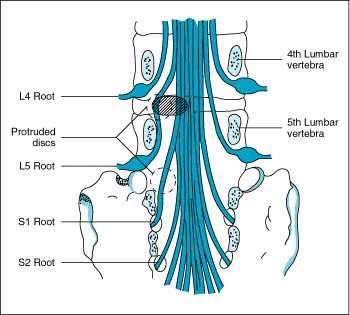 L4 Root
Protruded
discs
L5 Root
S1 Root
S2 Root
4th Lumbar
vertebra
5th Lumbar
vertebra